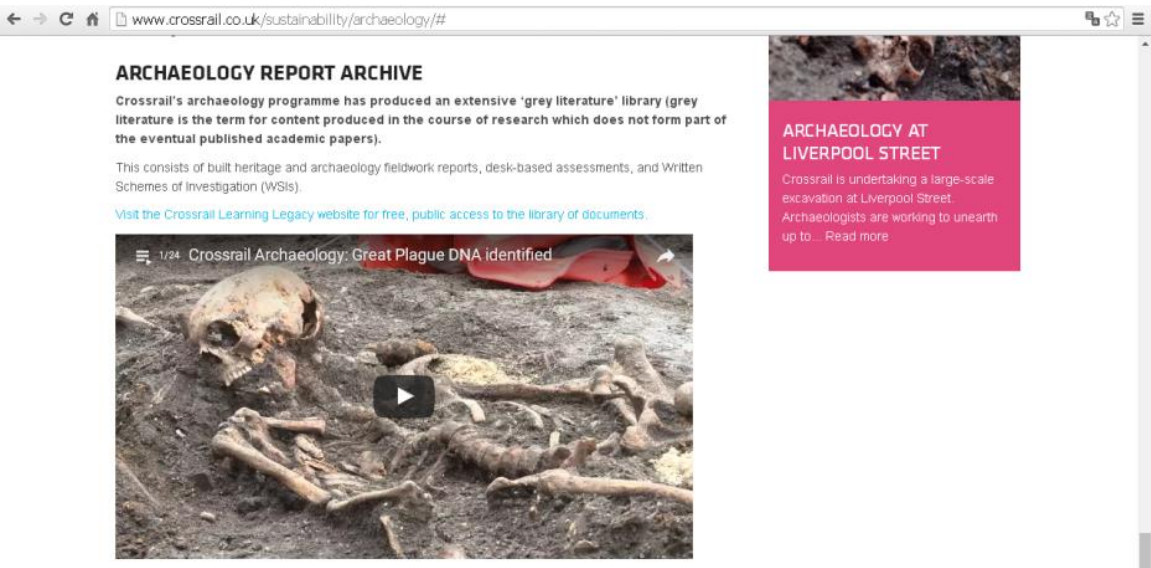 www.crossrail.co.uk/sustainability/archaeology/#
ARCHAEOLOGY REPORT ARCHIVE
Crossrail's archaeology programme has produced an extensive 'grey literature' library (grey
literature is the term for content produced in the course of research which does not form part of
the eventual published academic papers).
This consists of built heritage and archaeology fieldwork reports, desk-based assessments, and Written
Schemes of Investigation (WSIs).
Visit the Crossrail Learning Legacy website for free, public access to the library of documents.
1/24 Crossrail Archaeology: Great Plague DNA identified
ARCHAEOLOGY AT
LIVERPOOL STREET
Crossrail is undertaking a large-scale
excavation at Liverpool Street.
Archaeologists are working to unearth
up to... Read more